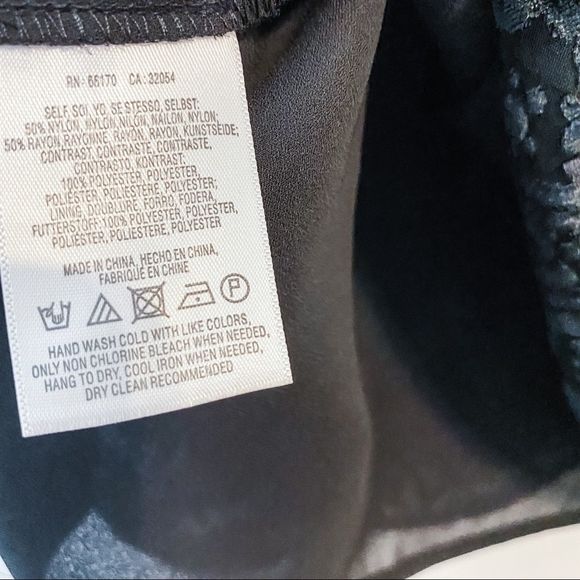 RN: 66170 CA: 32054
SELF, SOI, YO, SE STESSO, SELBST:
50% NYLON, NYLON, NILON, NAILON, NYLON;
50% RAYON, RAYONNE, RAYON, RAYON, KUNSTSEIDE;
CONTRAST, CONTRASTE, CONTRASTE,
CONTRASTO, KONTRAST:
100% POLYESTER, POLYESTER,
POLIÉSTER, POLIESTERE, POLYESTER;
LINING, DOUBLURE, FORRO, FODERA,
FUTTERSTOFF: 100% POLYESTER, POLYESTER,
POLIÉSTER, POLIESTERE, POLYESTER
MADE IN CHINA, HECHO EN CHINA,
FABRIQUÉ EN CHINE
P
HAND WASH COLD WITH LIKE COLORS,
ONLY NON CHLORINE BLEACH WHEN NEEDED,
HANG TO DRY, COOL IRON WHEN NEEDED,
DRY CLEAN RECOMMENDED